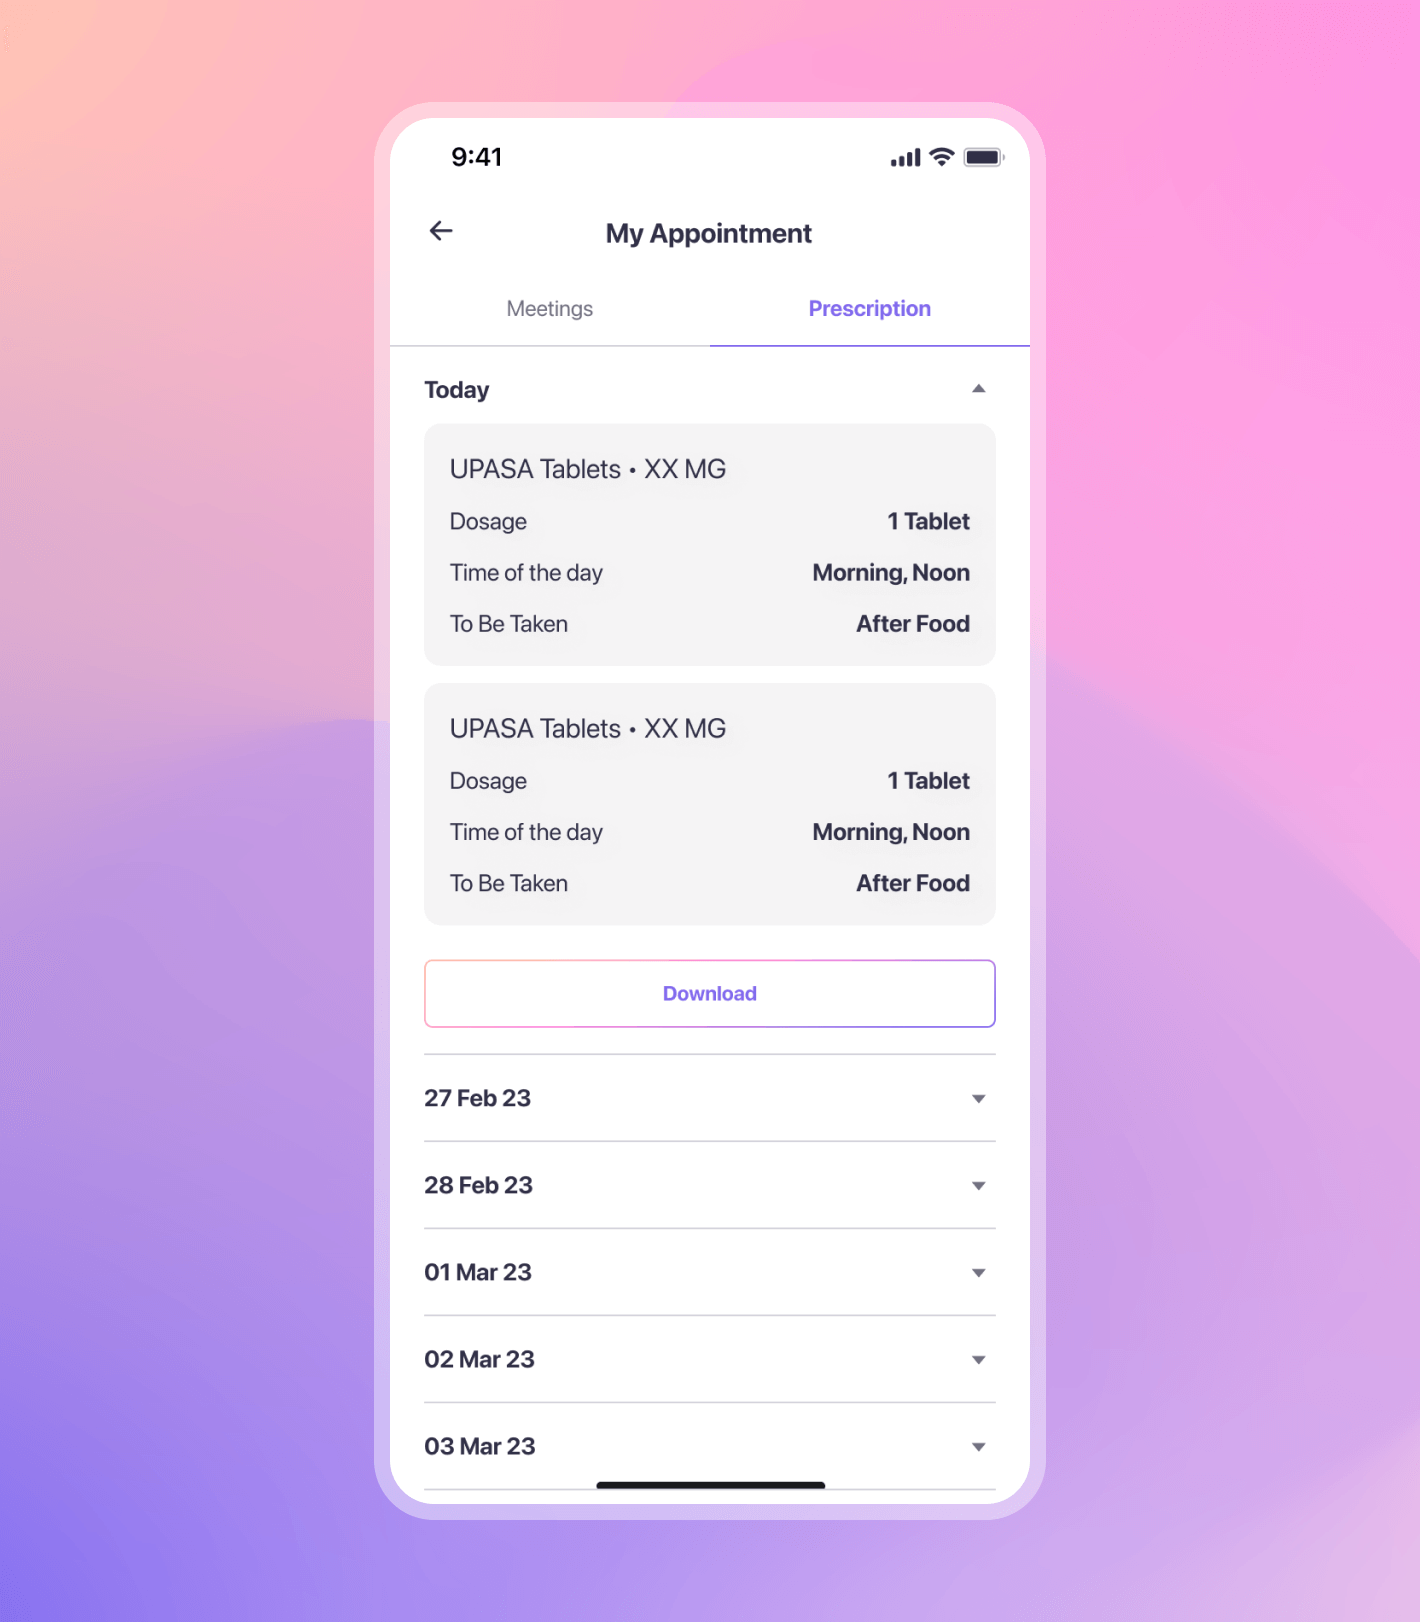 9:41
My Appointment
Meetings Prescription
Today
UPASA Tablets • XX MG
Dosage 1 Tablet
Time of the day Morning, Noon
To Be Taken After Food
UPASA Tablets • XX MG
Dosage 1 Tablet
Time of the day Morning, Noon
To Be Taken After Food
Download
27 Feb 23
28 Feb 23
01 Mar 23
02 Mar 23
03 Mar 23